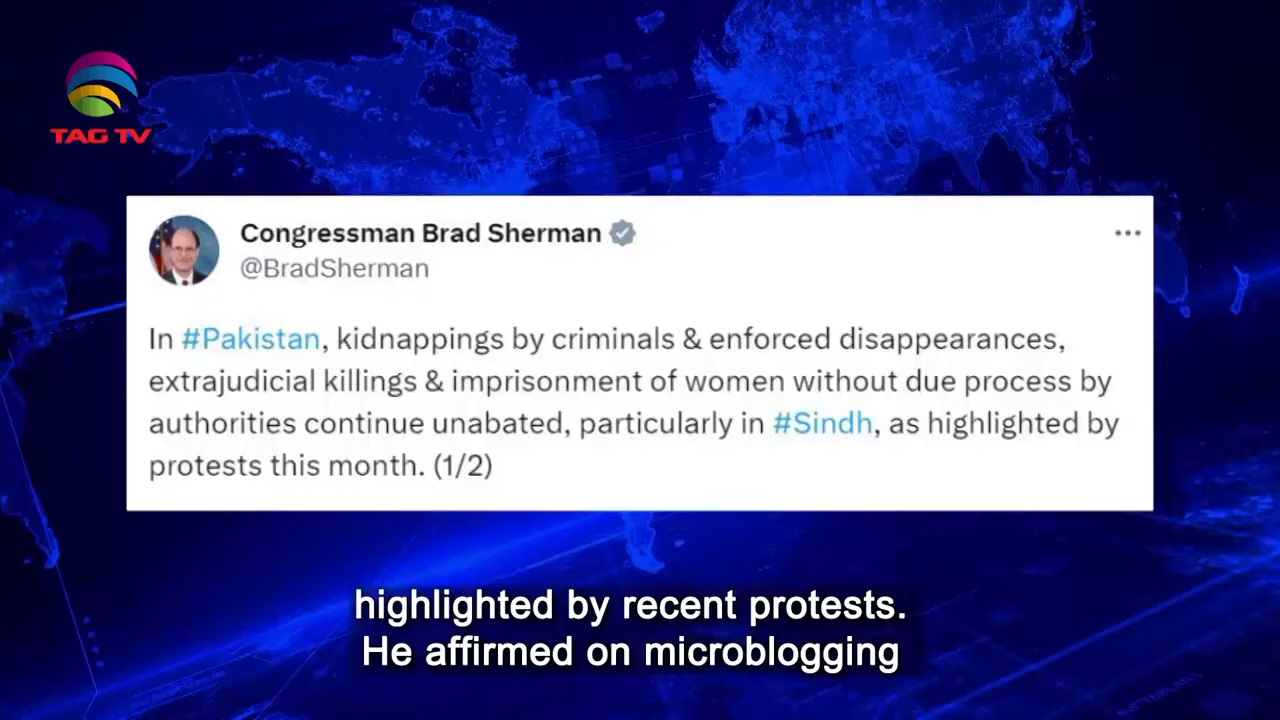 TAG TV
Congressman Brad Sherman
@BradSherman
In #Pakistan, kidnappings by criminals & enforced disappearances,
extrajudicial killings & imprisonment of women without due process by
authorities continue unabated, particularly in #Sindh, as highlighted by
protests this month. (1/2)
highlighted by recent protests.
He affirmed on microblogging